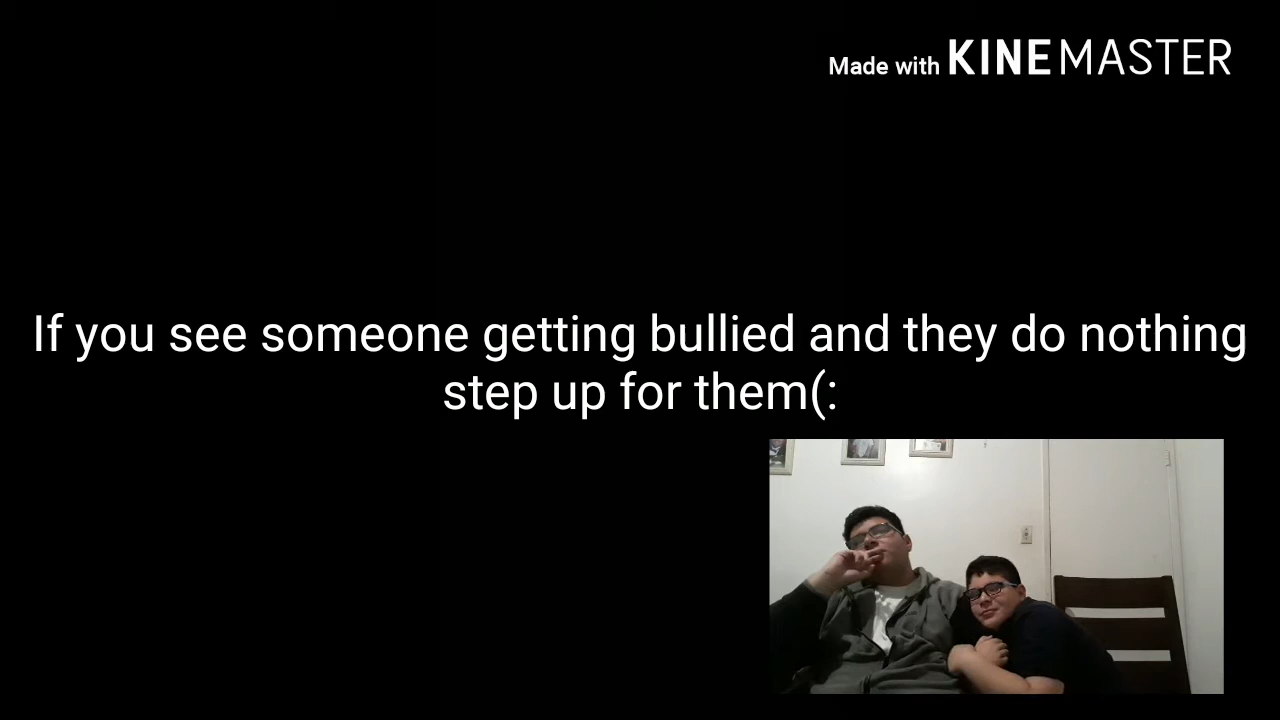 Made with KINEMASTER
If you see someone getting bullied and they do nothing
step up for them(: